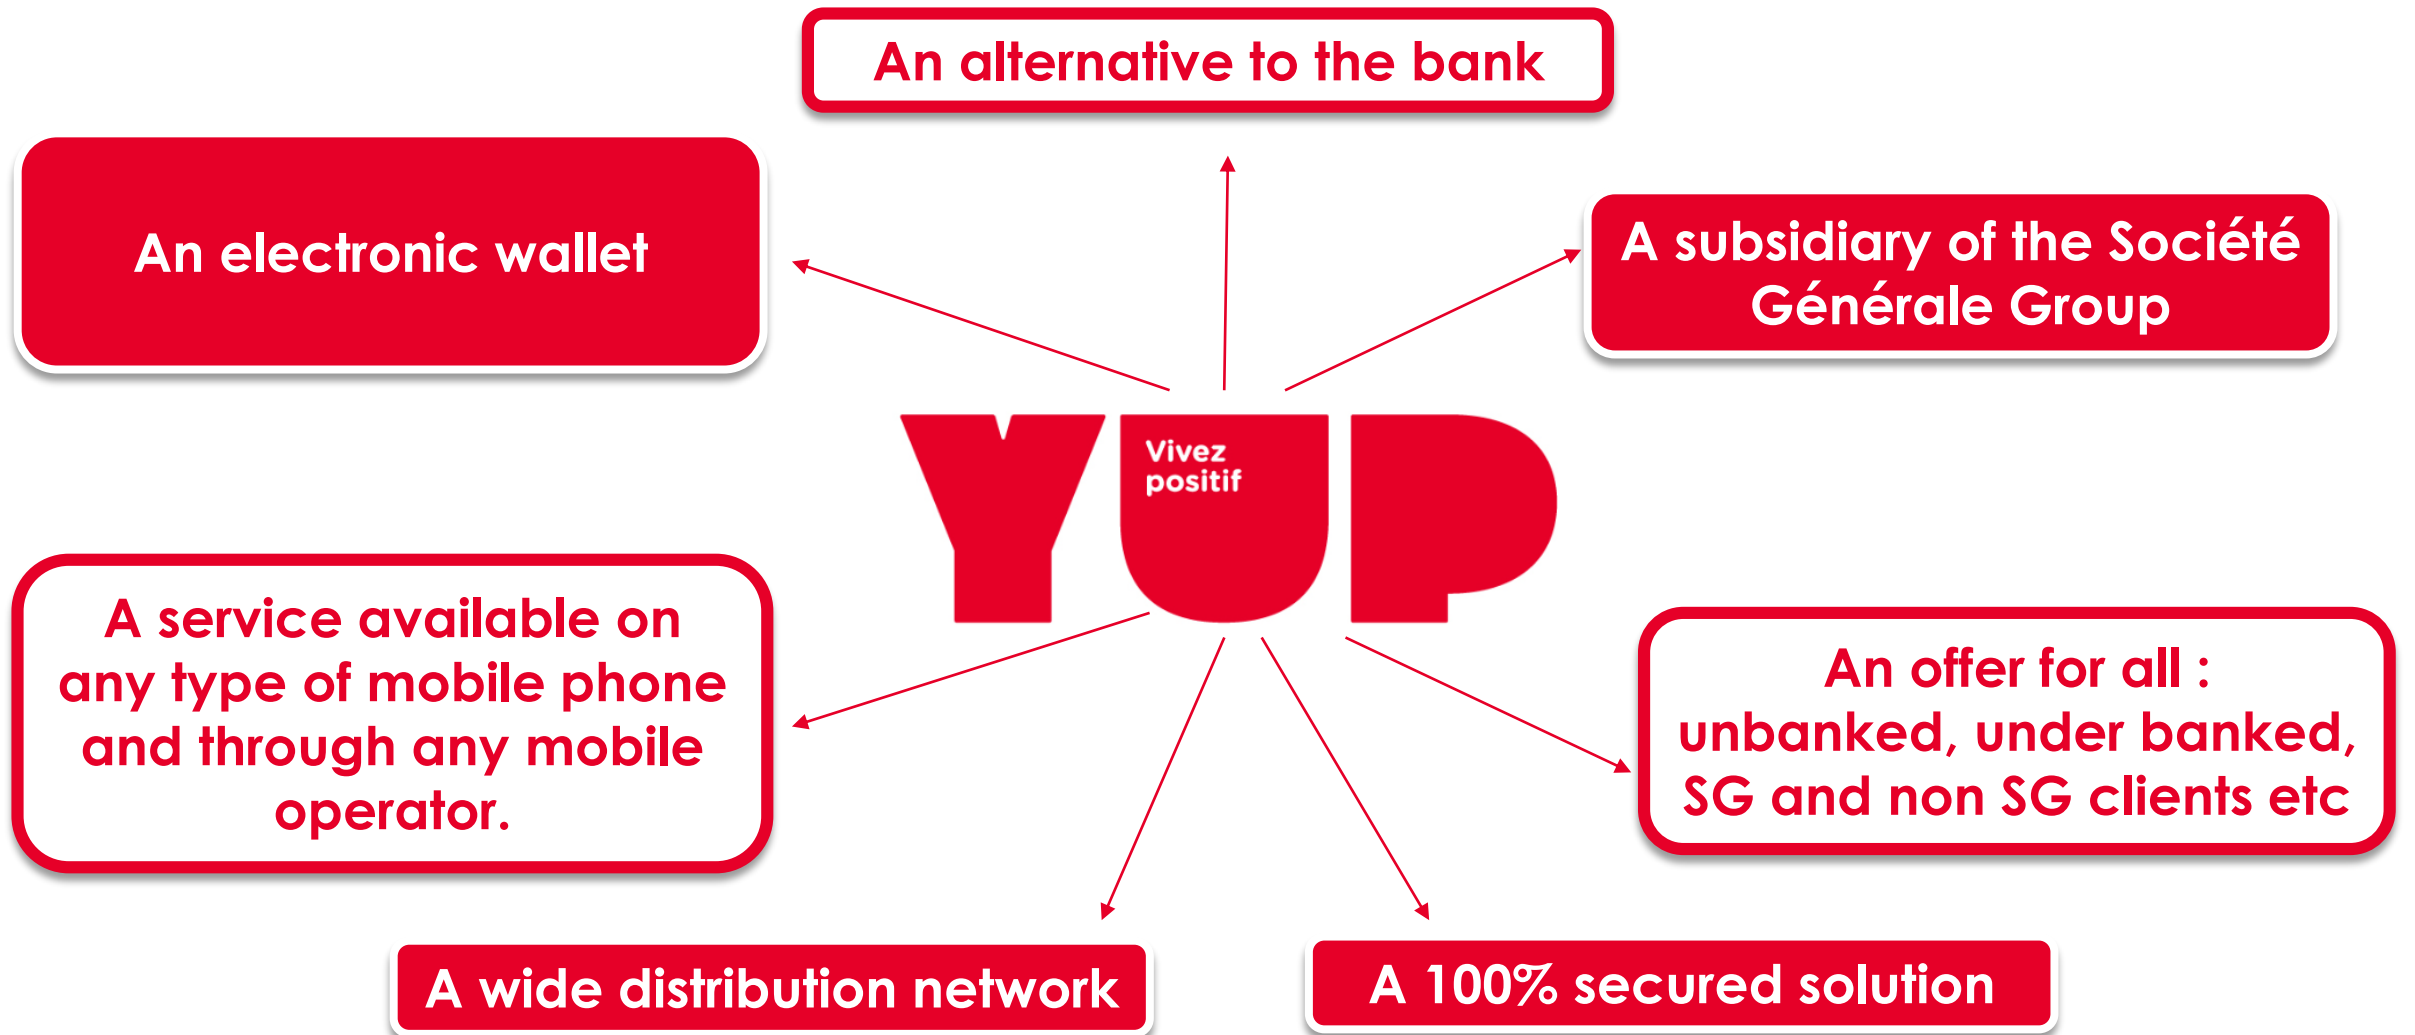 An alternative to the bank
An electronic wallet
A subsidiary of the Société
Générale Group
YUP
Vivez
positif
A service available on
any type of mobile phone
and through any mobile
operator.
An offer for all :
unbanked, under banked,
SG and non SG clients etc
A wide distribution network
A 100% secured solution